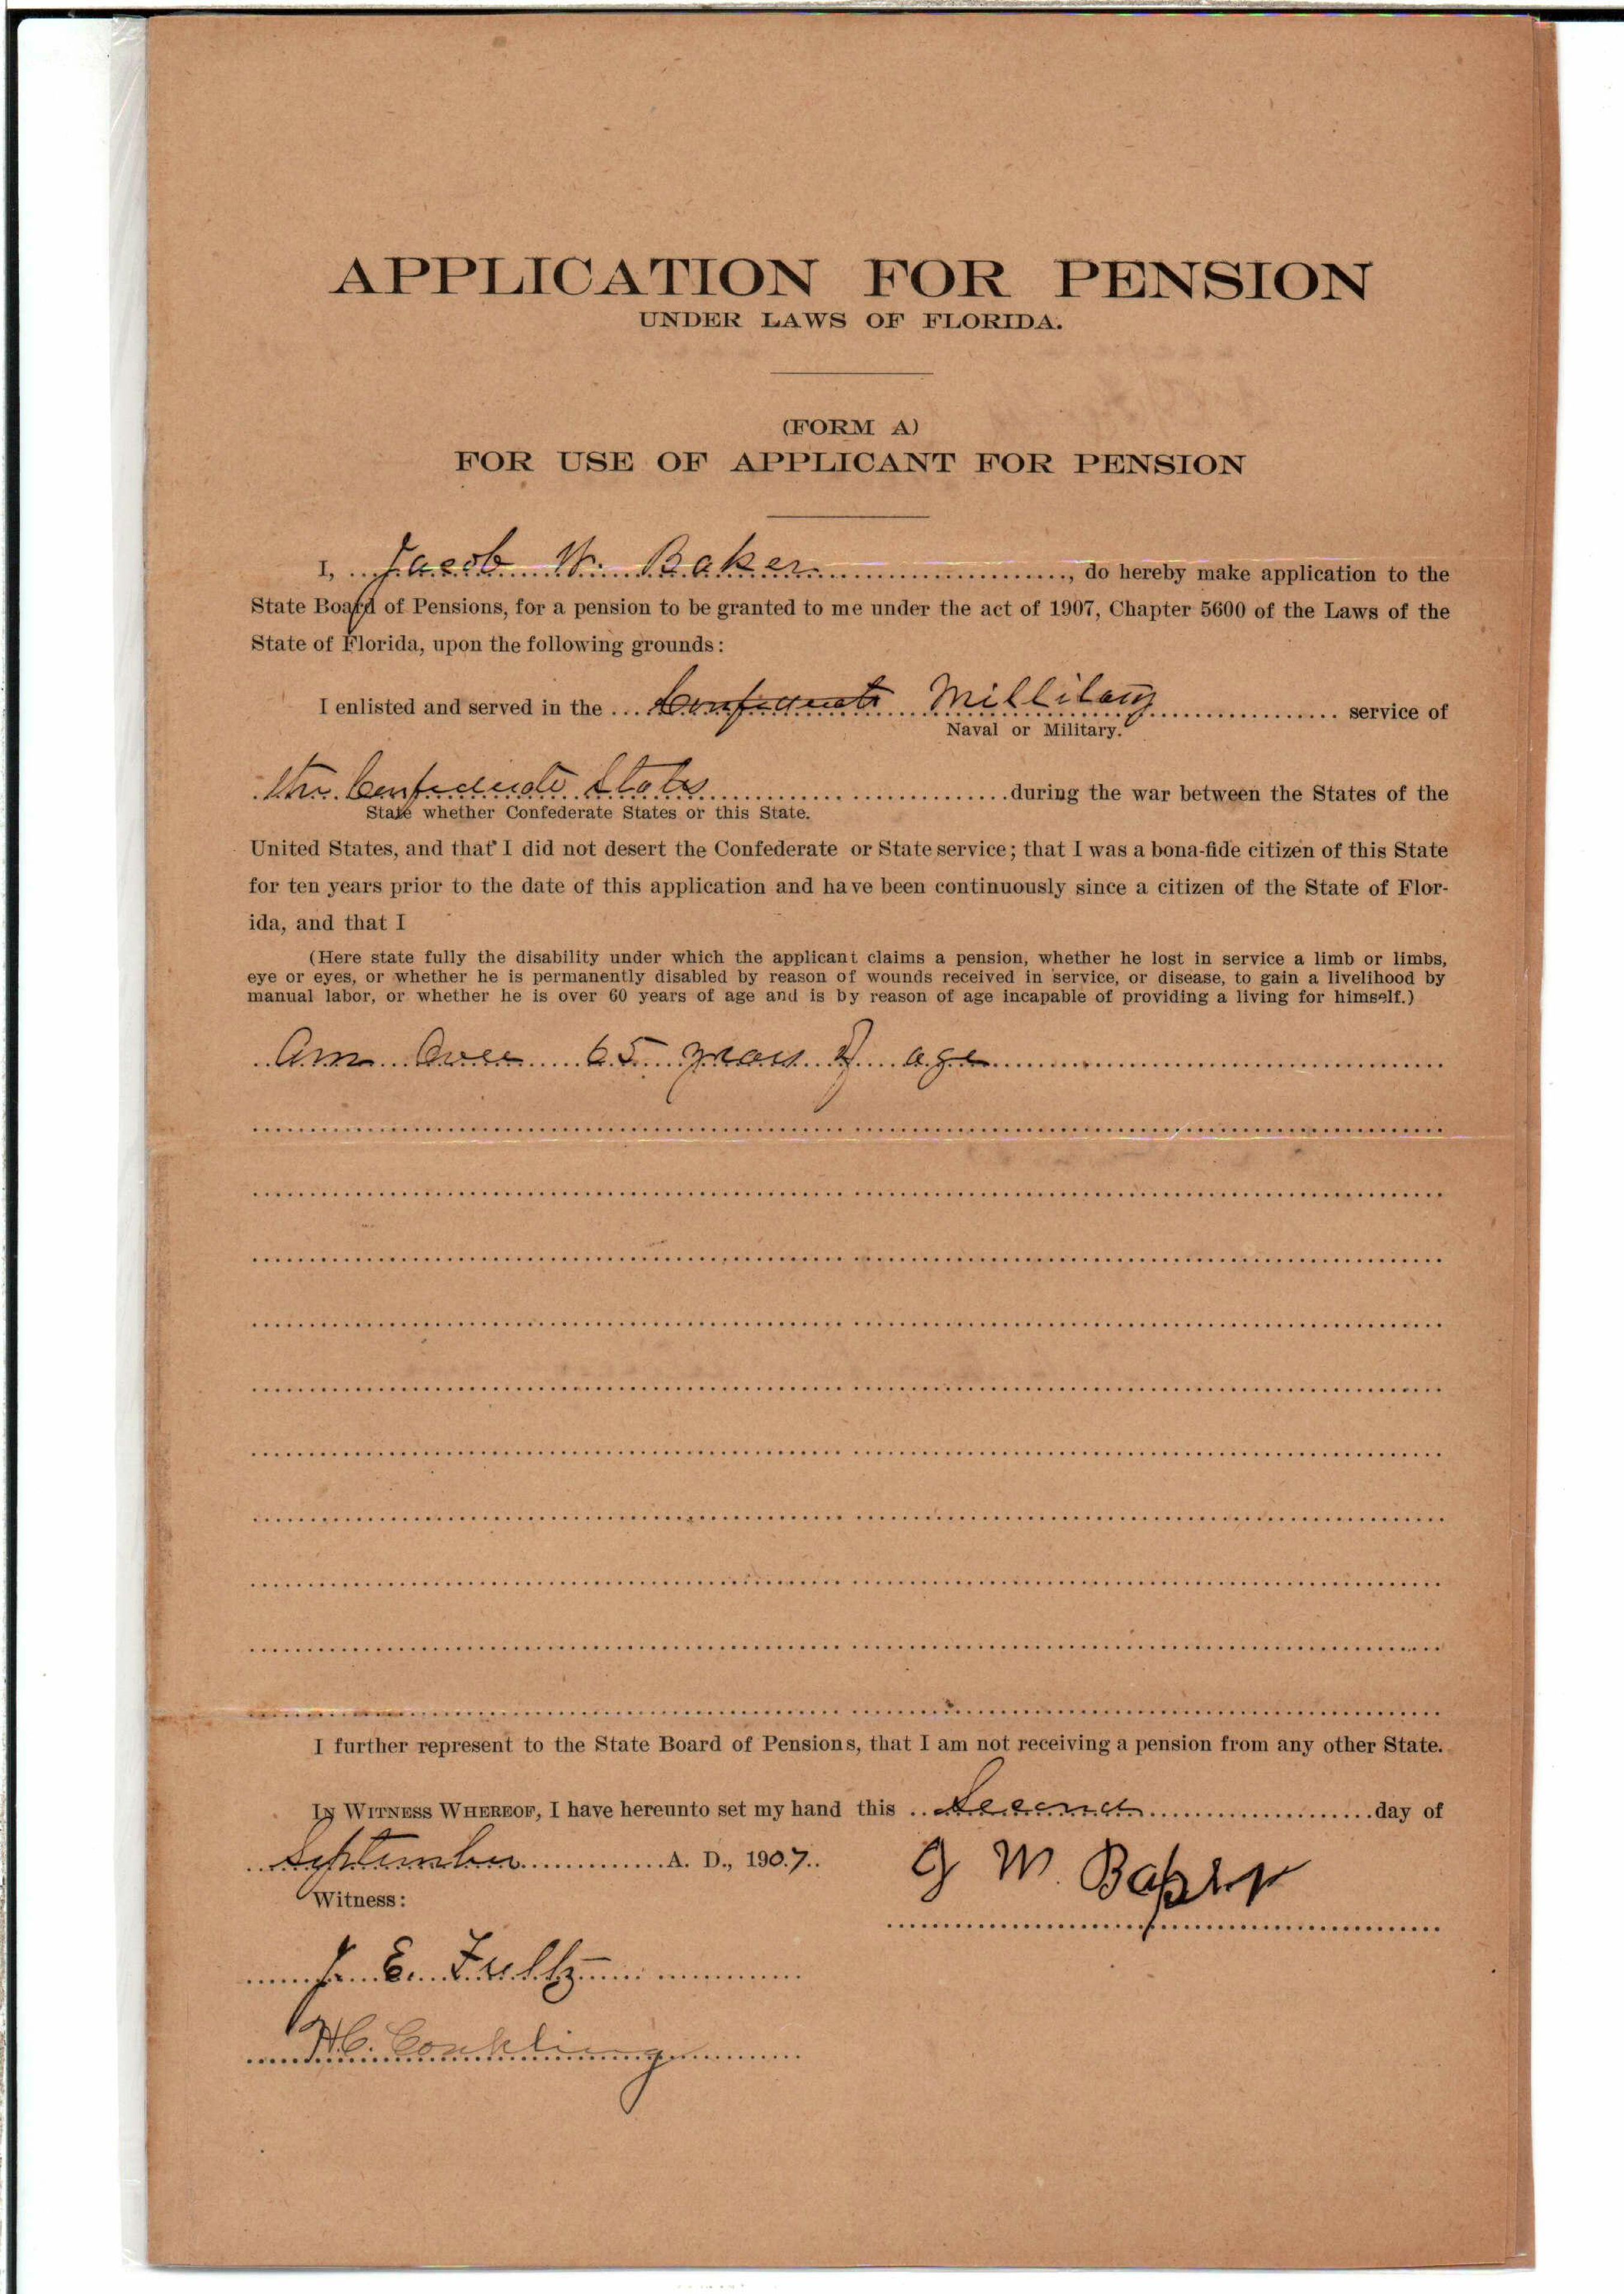 APPLICATION FOR PENSION
UNDER LAWS OF FLORIDA.
(FORM A)
FOR USE OF APPLICANT FOR PENSION
I, Jacob W. Baker, do hereby make application to the
State Board of Pensions, for a pension to be granted to me under the act of 1907, Chapter 5600 of the Laws of the
State of Florida, upon the following grounds:
I enlisted and served in the Confederate Millitary service of
Naval or Military.
the Confederate States during the war between the States of the
State whether Confederate States or this State.
United States, and that I did not desert the Confederate or State service; that I was a bona-fide citizen of this State
for ten years prior to the date of this application and have been continuously since a citizen of the State of Flor-
ida, and that I
(Here state fully the disability under which the applicant claims a pension, whether he lost in service a limb or limbs,
eye or eyes, or whether he is permanently disabled by reason of wounds received in service, or disease, to gain a livelihood by
manual labor, or whether he is over 60 years of age and is by reason of age incapable of providing a living for himself.)
Am Over 65 years of age
I further represent to the State Board of Pensions, that I am not receiving a pension from any other State.
IN WITNESS WHEREOF, I have hereunto set my hand this Second day of
September A. D., 1907.
J W. Baker
Witness:
J. E.
H C. Conkling